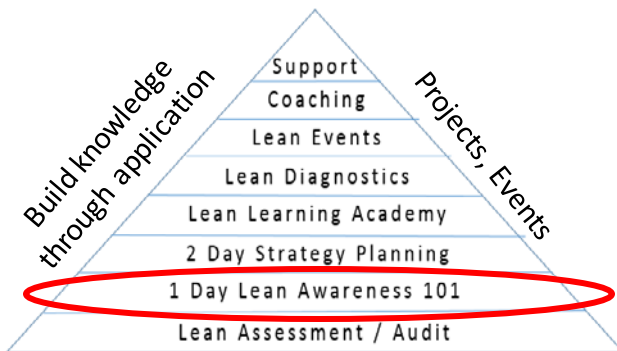 Build knowledge
through application
Projects, Events
Support
Coaching
Lean Events
Lean Diagnostics
Lean Learning Academy
2 Day Strategy Planning
1 Day Lean Awareness 101
Lean Assessment / Audit